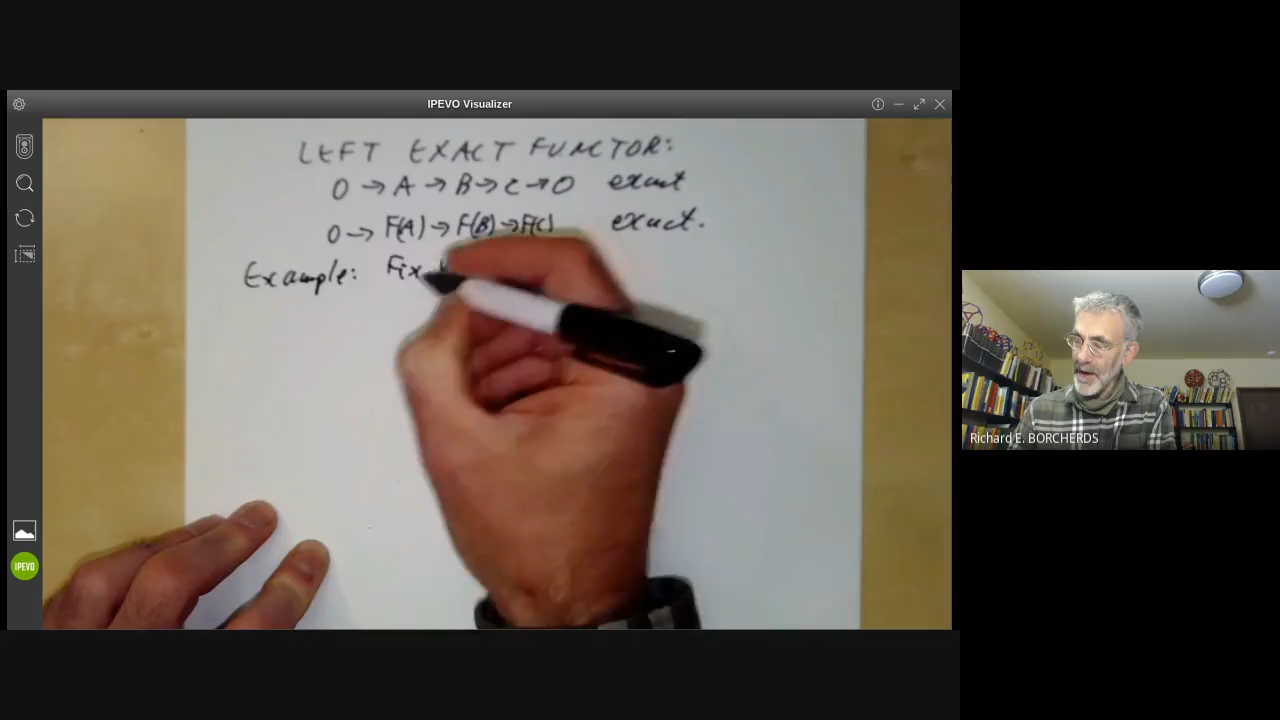 IPEVO Visualizer
LEFT EXACT FUNCTOR:
0 → A → B → C → 0 exact
0 → F(A) → F(B) → F(C) exact.
Example: Fix
IPEVO
Richard E. BORCHERDS